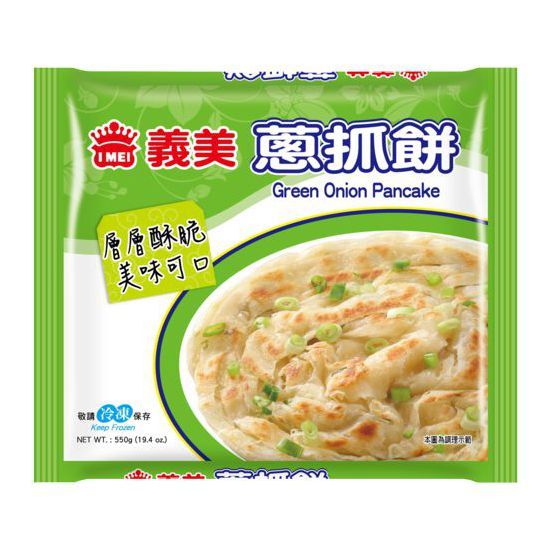 I MEI
義美
蔥抓餅
Green Onion Pancake
層層酥脆
美味可口
敬請冷凍保存
Keep Frozen
NET WT. : 550g (19.4 oz.)
本圖為調理示範